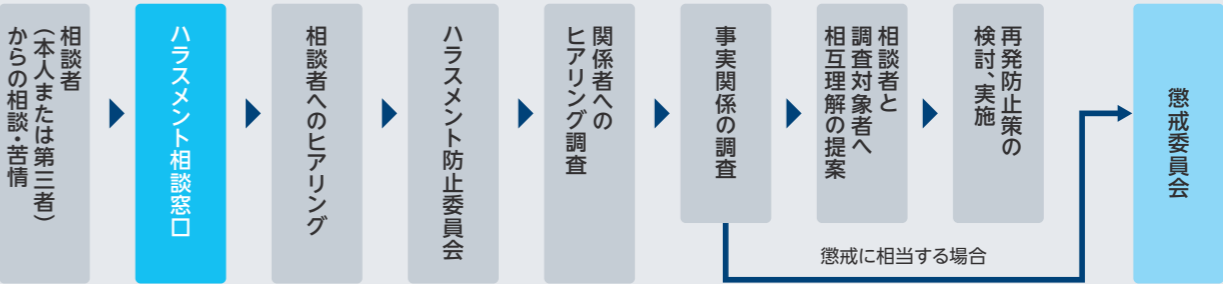 相談者
（本人または第三者）
からの相談・苦情
ハラスメント相談窓口
相談者へのヒアリング
ハラスメント防止委員会
関係者への
ヒアリング調査
事実関係の調査
相談者と
調査対象者へ
相互理解の提案
再発防止策の
検討、実施
懲戒に相当する場合
懲戒委員会